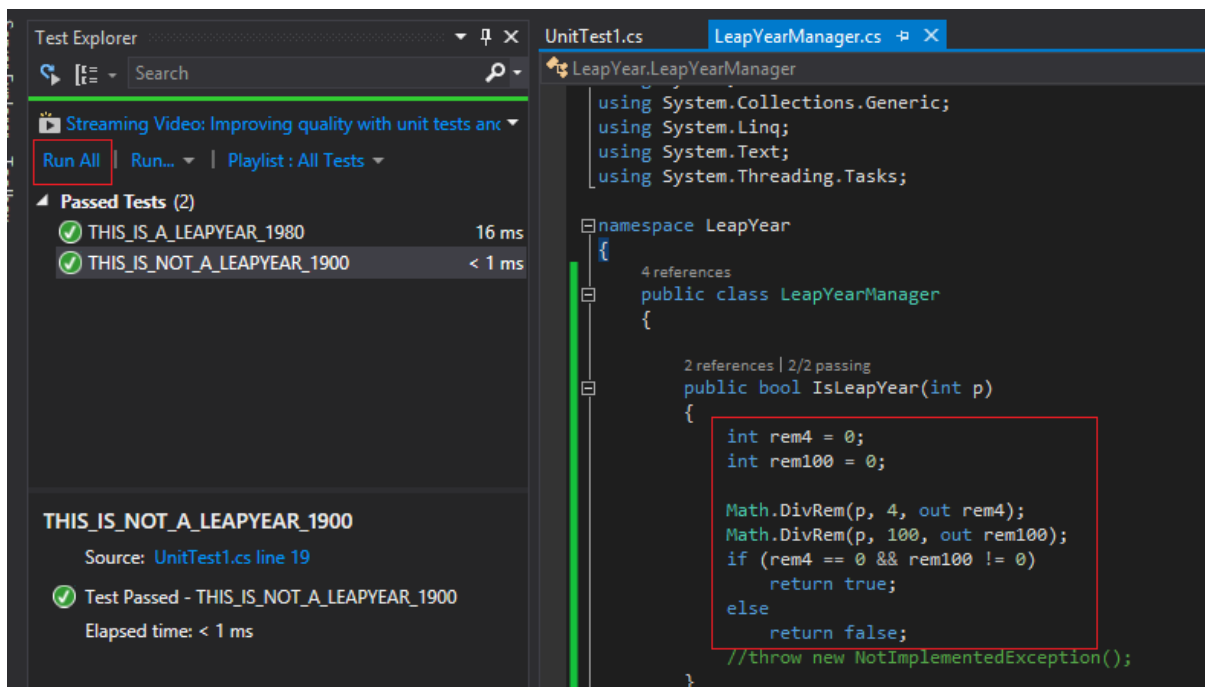 Test Explorer
Search
Streaming Video: Improving quality with unit tests
Run All | Run... | Playlist : All Tests
Passed Tests (2)
THIS_IS_A_LEAPYEAR_1980 16 ms
THIS_IS_NOT_A_LEAPYEAR_1900 < 1 ms
THIS_IS_NOT_A_LEAPYEAR_1900
Source: UnitTest1.cs line 19
Test Passed - THIS_IS_NOT_A_LEAPYEAR_1900
Elapsed time: < 1 ms
UnitTest1.cs LeapYearManager.cs
LeapYear.LeapYearManager
using System.Collections.Generic;
using System.Linq;
using System.Text;
using System.Threading.Tasks;
namespace LeapYear
{
4 references
public class LeapYearManager
{
2 references | 2/2 passing
public bool IsLeapYear(int p)
{
int rem4 = 0;
int rem100 = 0;
Math.DivRem(p, 4, out rem4);
Math.DivRem(p, 100, out rem100);
if (rem4 == 0 && rem100 != 0)
return true;
else
return false;
//throw new NotImplementedException();
}